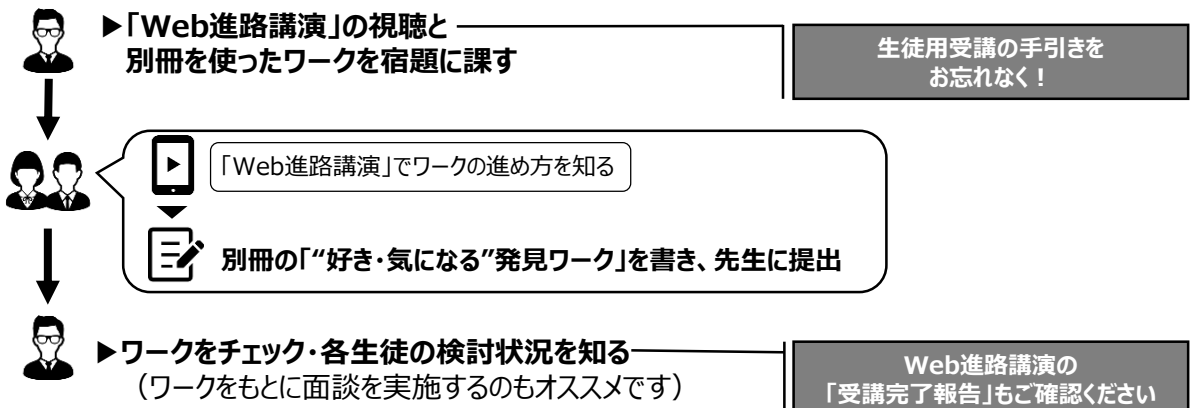 ▶「Web進路講演」の視聴と
別冊を使ったワークを宿題に課す
生徒用受講の手引きを
お忘れなく！
「Web進路講演」でワークの進め方を知る
別冊の「“好き・気になる”発見ワーク」を書き、先生に提出
▶ワークをチェック・各生徒の検討状況を知る
（ワークをもとに面談を実施するのもオススメです）
Web進路講演の
「受講完了報告」もご確認ください